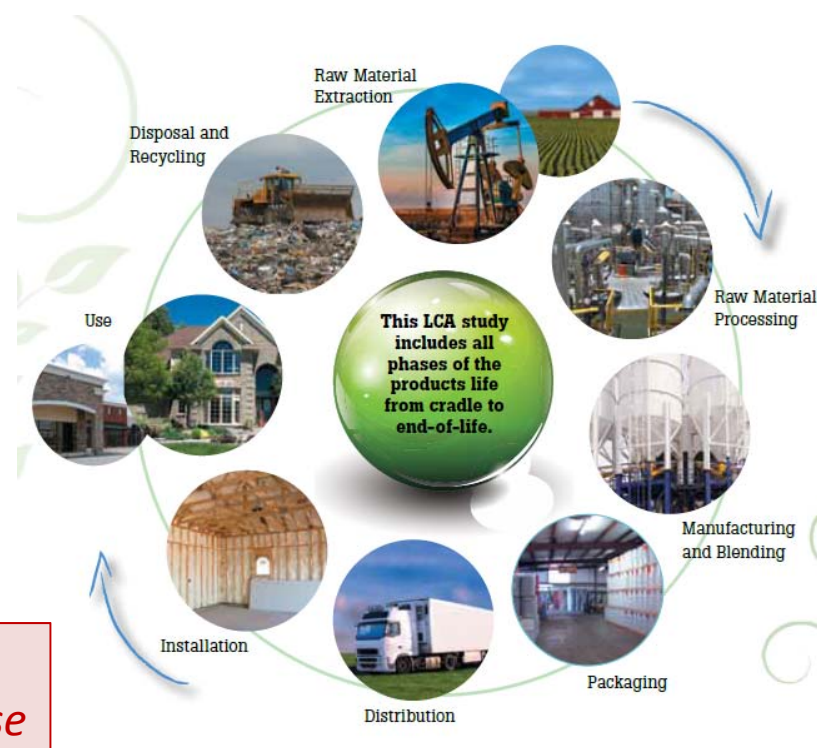 Raw Material
Extraction
Disposal and
Recycling
Raw Material
Processing
Use
This LCA study
includes all
phases of the
products life
from cradle to
end-of-life.
Manufacturing
and Blending
Installation
Packaging
Distribution